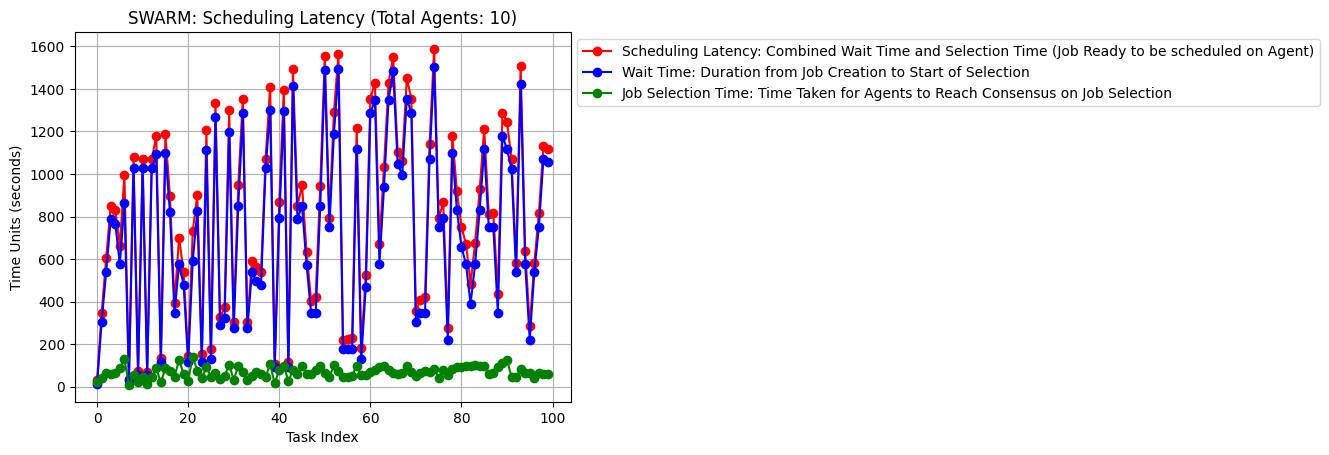 SWARM: Scheduling Latency (Total Agents: 10)
Scheduling Latency: Combined Wait Time and Selection Time (Job Ready to be scheduled on Agent)
Wait Time: Duration from Job Creation to Start of Selection
Job Selection Time: Time Taken for Agents to Reach Consensus on Job Selection
Time Units (seconds)
1600
1400
1200
1000
800
600
400
200
0
0 20 40 60 80 100
Task Index